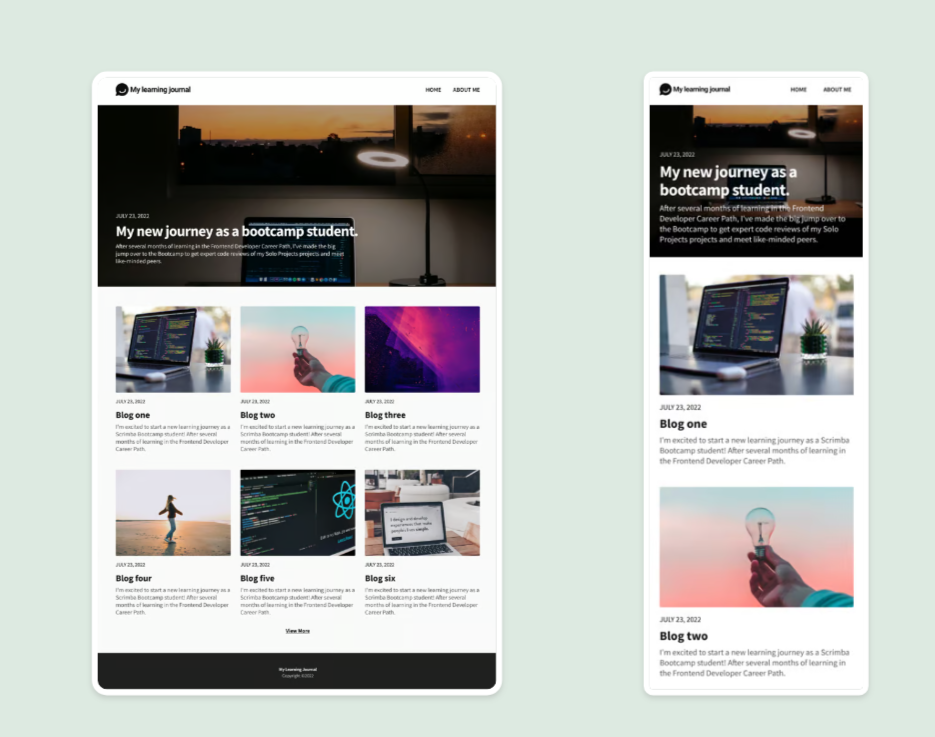 My learning journal
HOME
ABOUT ME
JULY 23, 2022
My new journey as a bootcamp student.
After several months of learning in the Frontend Developer Career Path, I've made the big
jump over to the Bootcamp to get expert code reviews of my Solo Projects projects and meet
like-minded peers.
JULY 23, 2022
Blog one
I'm excited to start a new learning journey as a
Scrimba Bootcamp student! After several
months of learning in the Frontend Developer
Career Path.
JULY 23, 2022
Blog two
I'm excited to start a new learning journey as a
Scrimba Bootcamp student! After several
months of learning in the Frontend Developer
Career Path.
JULY 23, 2022
Blog three
I'm excited to start a new learning journey as a
Scrimba Bootcamp student! After several
months of learning in the Frontend Developer
Career Path.
JULY 23, 2022
Blog four
I'm excited to start a new learning journey as a
Scrimba Bootcamp student! After several
months of learning in the Frontend Developer
Career Path.
JULY 23, 2022
Blog five
I'm excited to start a new learning journey as a
Scrimba Bootcamp student! After several
months of learning in the Frontend Developer
Career Path.
JULY 23, 2022
Blog six
I'm excited to start a new learning journey as a
Scrimba Bootcamp student! After several
months of learning in the Frontend Developer
Career Path.
View More
My Learning Journal
Copyright ©2022
My learning journal
HOME
ABOUT ME
JULY 23, 2022
My new journey as a
bootcamp student.
After several months of learning in the Frontend
Developer Career Path, I've made the big jump over to
the Bootcamp to get expert code reviews of my Solo
Projects projects and meet like-minded peers.
JULY 23, 2022
Blog one
I'm excited to start a new learning journey as a Scrimba
Bootcamp student! After several months of learning in
the Frontend Developer Career Path.
JULY 23, 2022
Blog two
I'm excited to start a new learning journey as a Scrimba
Bootcamp student! After several months of learning in
the Frontend Developer Career Path.